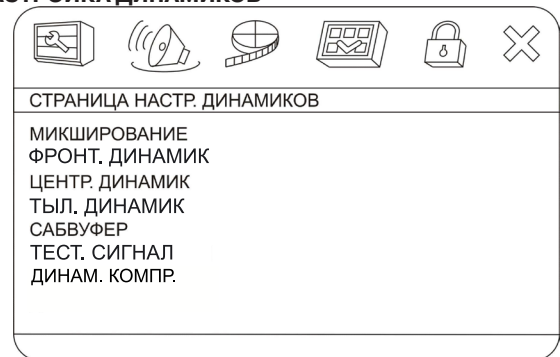 СТРАНИЦА НАСТР. ДИНАМИКОВ
МИКШИРОВАНИЕ
ФРОНТ. ДИНАМИК
ЦЕНТР. ДИНАМИК
ТЫЛ. ДИНАМИК
САБВУФЕР
ТЕСТ. СИГНАЛ
ДИНАМ. КОМПР.